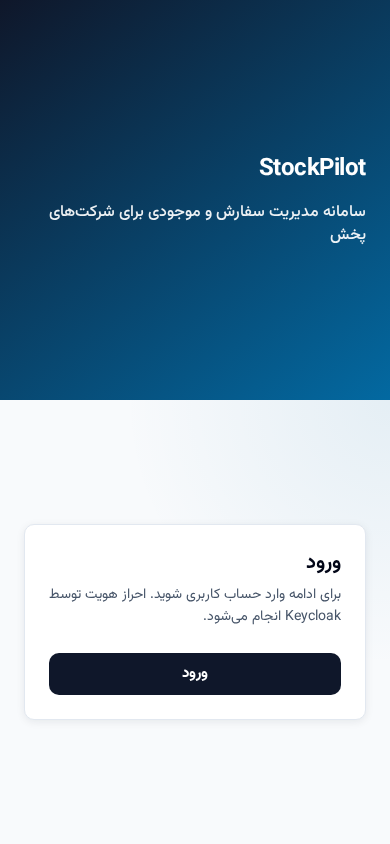 StockPilot
سامانه مدیریت سفارش و موجودی برای شرکت‌های
پخش
ورود
برای ادامه وارد حساب کاربری شوید. احراز هویت توسط
Keycloak انجام می‌شود.
ورود